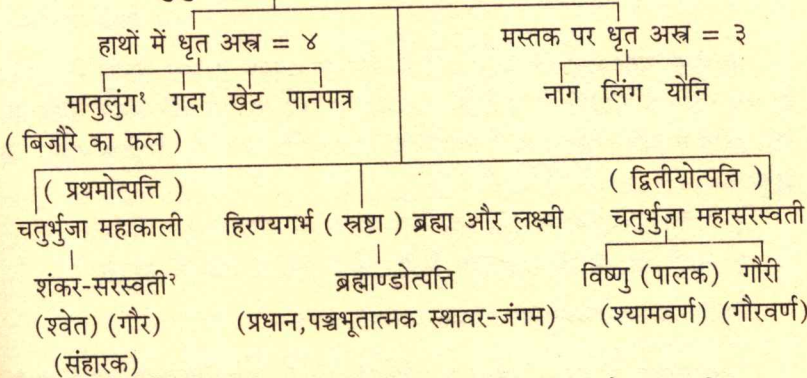 हाथों में धृत अस्त्र = ४ मस्तक पर धृत अस्त्र = ३
मातुलुंग१ गदा खेट पानपात्र नाग लिंग योनि
( बिजौरे का फल )
( प्रथमोत्पत्ति ) ( द्वितीयोत्पत्ति )
चतुर्भुजा महाकाली हिरण्यगर्भ ( स्रष्टा ) ब्रह्मा और लक्ष्मी चतुर्भुजा महासरस्वती
शंकर-सरस्वती२ ब्रह्माण्डोत्पत्ति विष्णु (पालक) गौरी
(श्वेत) (गौर) (प्रधान,पञ्चभूतात्मक स्थावर-जंगम) (श्यामवर्ण) (गौरवर्ण)
(संहारक)